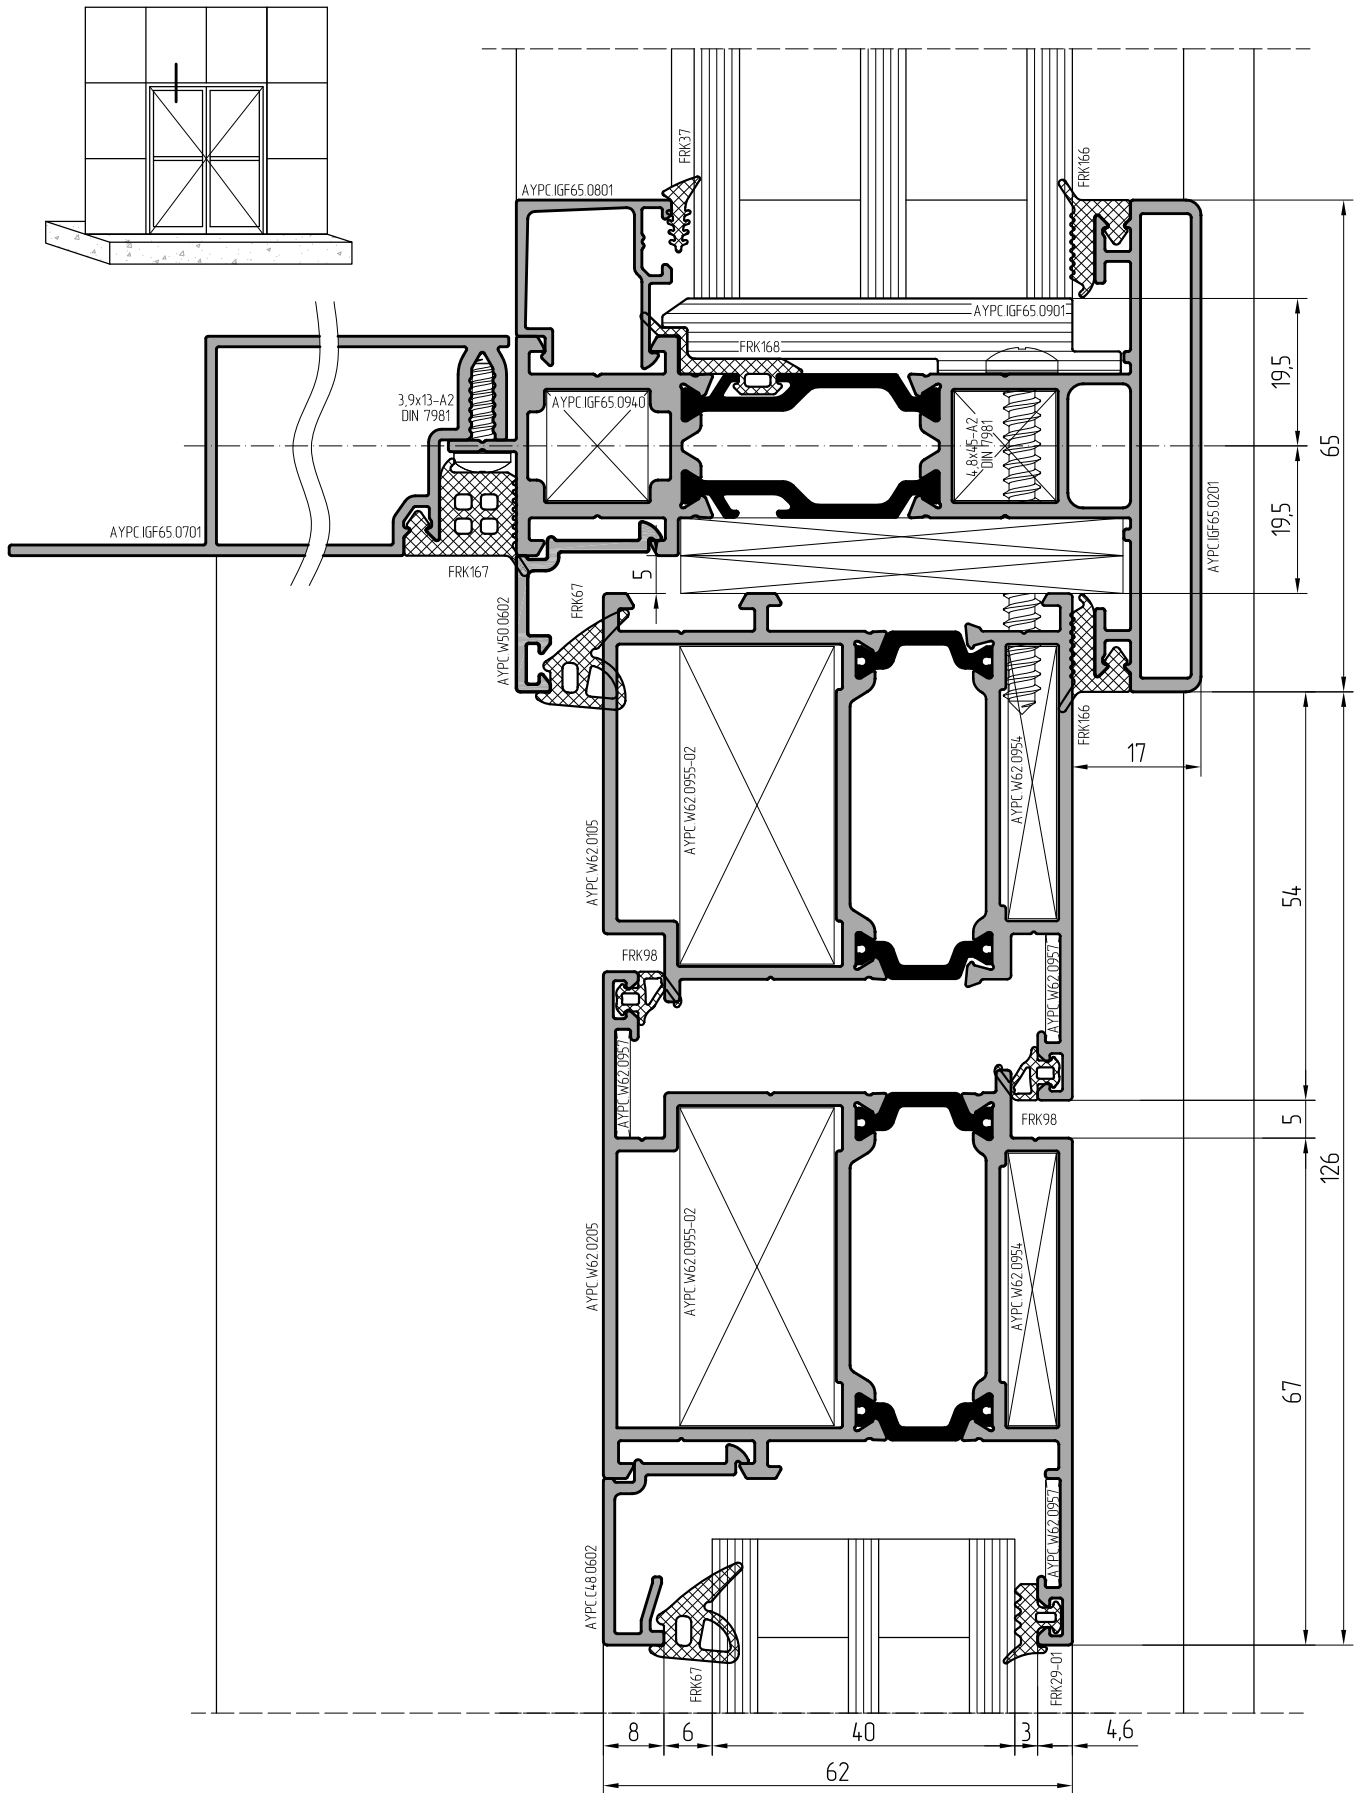 FRK37
FRK166
AYPC.IGF65.0801
AYPC.IGF65.0901
FRK168
19,5
3,9x13-A2
DIN 7981
AYPC.IGF65.0940
4,8x45-A2
DIN 7981
65
AYPC.IGF65.0701
AYPC.IGF65.0201
19,5
FRK167
5
FRK67
AYPC.W50.0602
FRK166
17
AYPC.W62.0955-02
AYPC.W62.0954
AYPC.W62.0105
54
FRK98
AYPC.W62.0957
AYPC.W62.0957
FRK98
5
126
AYPC.W62.0205
AYPC.W62.0955-02
AYPC.W62.0954
67
AYPC.W62.0957
AYPC.C48.0602
FRK67
FRK29-01
8
6
40
3
4,6
62